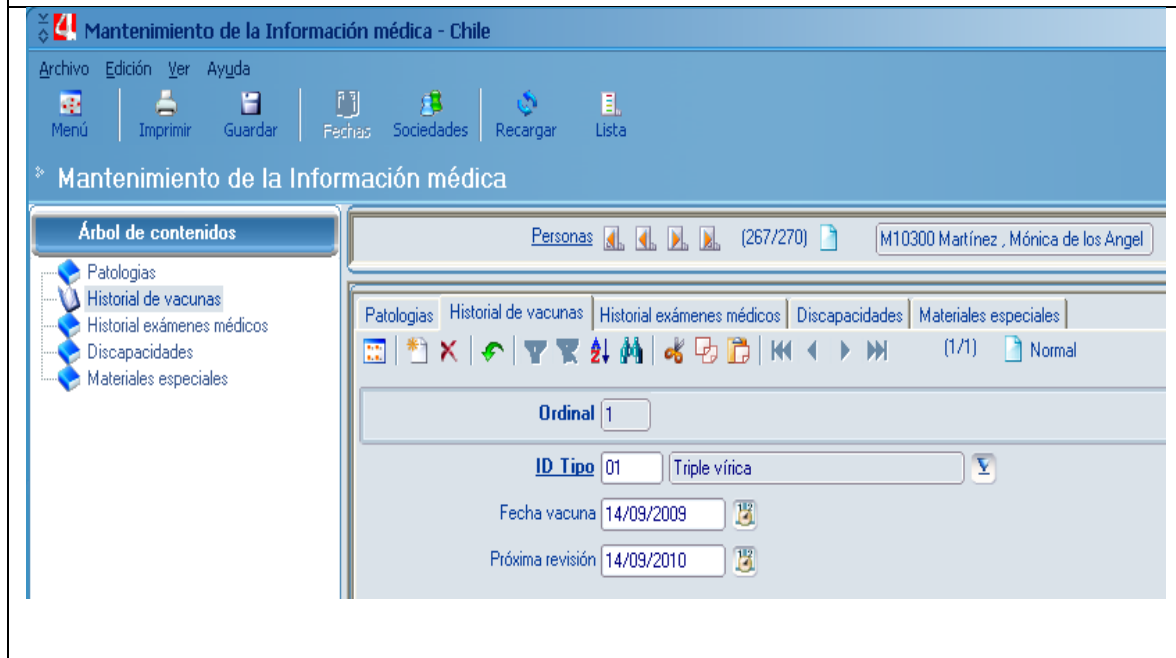 Mantenimiento de la Información médica - Chile
Archivo Edición Ver Ayuda
Menú Imprimir Guardar Fechas Sociedades Recargar Lista
Mantenimiento de la Información médica
Árbol de contenidos
Patologias
Historial de vacunas
Historial exámenes médicos
Discapacidades
Materiales especiales
Personas (267/270) M10300 Martínez , Mónica de los Angel
Patologias Historial de vacunas Historial exámenes médicos Discapacidades Materiales especiales
(1/1) Normal
Ordinal 1
ID Tipo 01 Triple vírica
Fecha vacuna 14/09/2009
Próxima revisión 14/09/2010